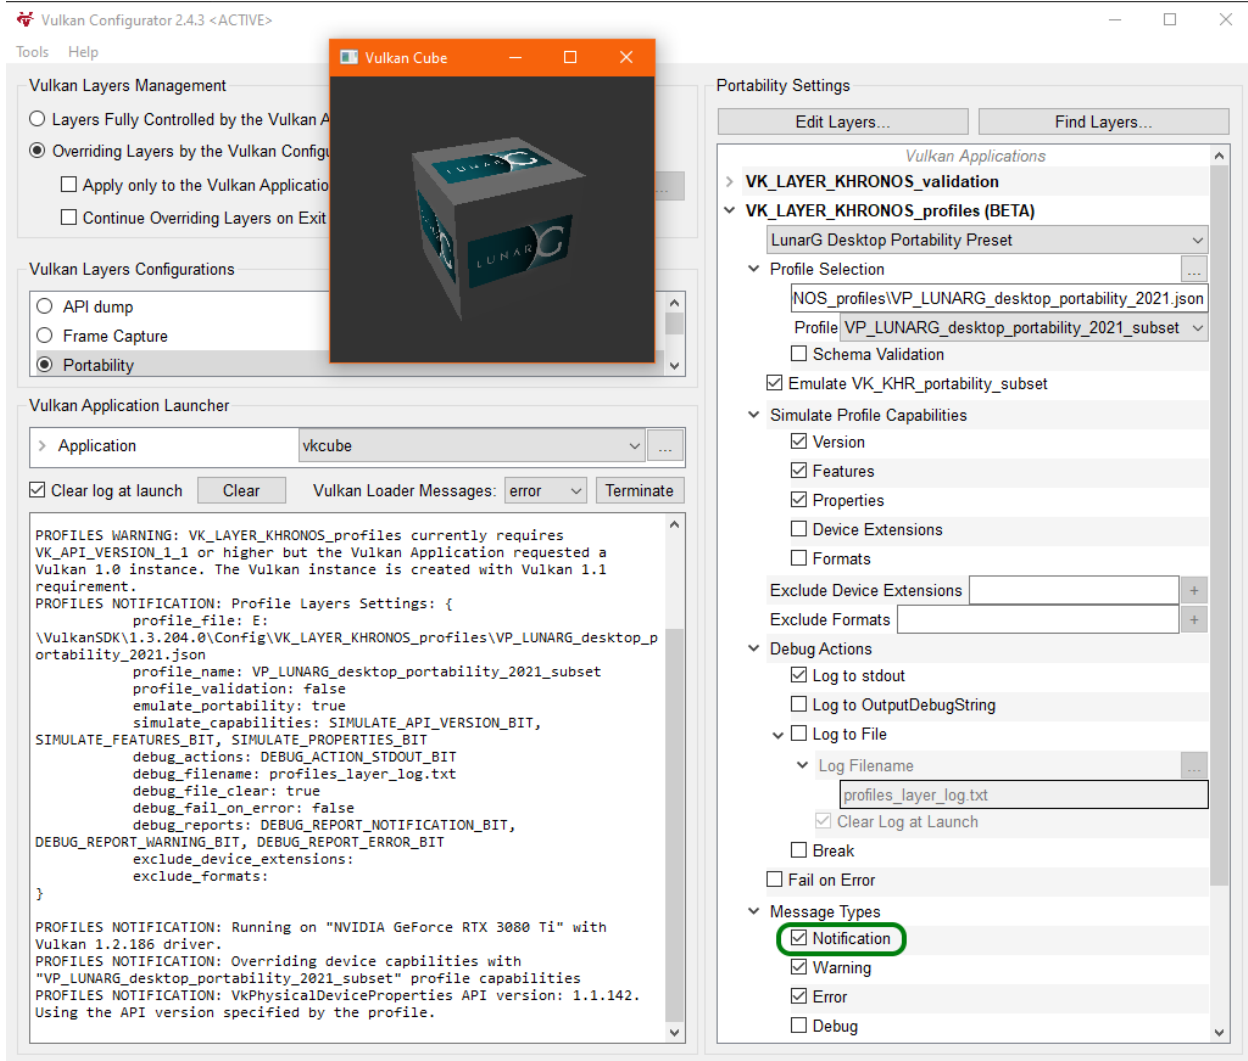 Vulkan Configurator 2.4.3 <ACTIVE>
Tools Help
Vulkan Cube
LUNAR G
LUNAR G
Vulkan Layers Management
Layers Fully Controlled by the Vulkan A
Overriding Layers by the Vulkan Configu
Apply only to the Vulkan Applicatio
...
Continue Overriding Layers on Exit
Vulkan Layers Configurations
API dump
Frame Capture
Portability
Vulkan Application Launcher
Application vkcube ...
Clear log at launch Clear Vulkan Loader Messages: error Terminate
PROFILES WARNING: VK_LAYER_KHRONOS_profiles currently requires
VK_API_VERSION_1_1 or higher but the Vulkan Application requested a
Vulkan 1.0 instance. The Vulkan instance is created with Vulkan 1.1
requirement.
PROFILES NOTIFICATION: Profile Layers Settings: {
profile_file: E:
\VulkanSDK\1.3.204.0\Config\VK_LAYER_KHRONOS_profiles\VP_LUNARG_desktop_p
ortability_2021.json
profile_name: VP_LUNARG_desktop_portability_2021_subset
profile_validation: false
emulate_portability: true
simulate_capabilities: SIMULATE_API_VERSION_BIT,
SIMULATE_FEATURES_BIT, SIMULATE_PROPERTIES_BIT
debug_actions: DEBUG_ACTION_STDOUT_BIT
debug_filename: profiles_layer_log.txt
debug_file_clear: true
debug_fail_on_error: false
debug_reports: DEBUG_REPORT_NOTIFICATION_BIT,
DEBUG_REPORT_WARNING_BIT, DEBUG_REPORT_ERROR_BIT
exclude_device_extensions:
exclude_formats:
}
PROFILES NOTIFICATION: Running on "NVIDIA GeForce RTX 3080 Ti" with
Vulkan 1.2.186 driver.
PROFILES NOTIFICATION: Overriding device capbilities with
"VP_LUNARG_desktop_portability_2021_subset" profile capabilities
PROFILES NOTIFICATION: VkPhysicalDeviceProperties API version: 1.1.142.
Using the API version specified by the profile.
Portability Settings
Edit Layers... Find Layers...
Vulkan Applications
VK_LAYER_KHRONOS_validation
VK_LAYER_KHRONOS_profiles (BETA)
LunarG Desktop Portability Preset
Profile Selection ...
NOS_profiles\VP_LUNARG_desktop_portability_2021.json
Profile VP_LUNARG_desktop_portability_2021_subset
Schema Validation
Emulate VK_KHR_portability_subset
Simulate Profile Capabilities
Version
Features
Properties
Device Extensions
Formats
Exclude Device Extensions +
Exclude Formats +
Debug Actions
Log to stdout
Log to OutputDebugString
Log to File
Log Filename ...
profiles_layer_log.txt
Clear Log at Launch
Break
Fail on Error
Message Types
Notification
Warning
Error
Debug